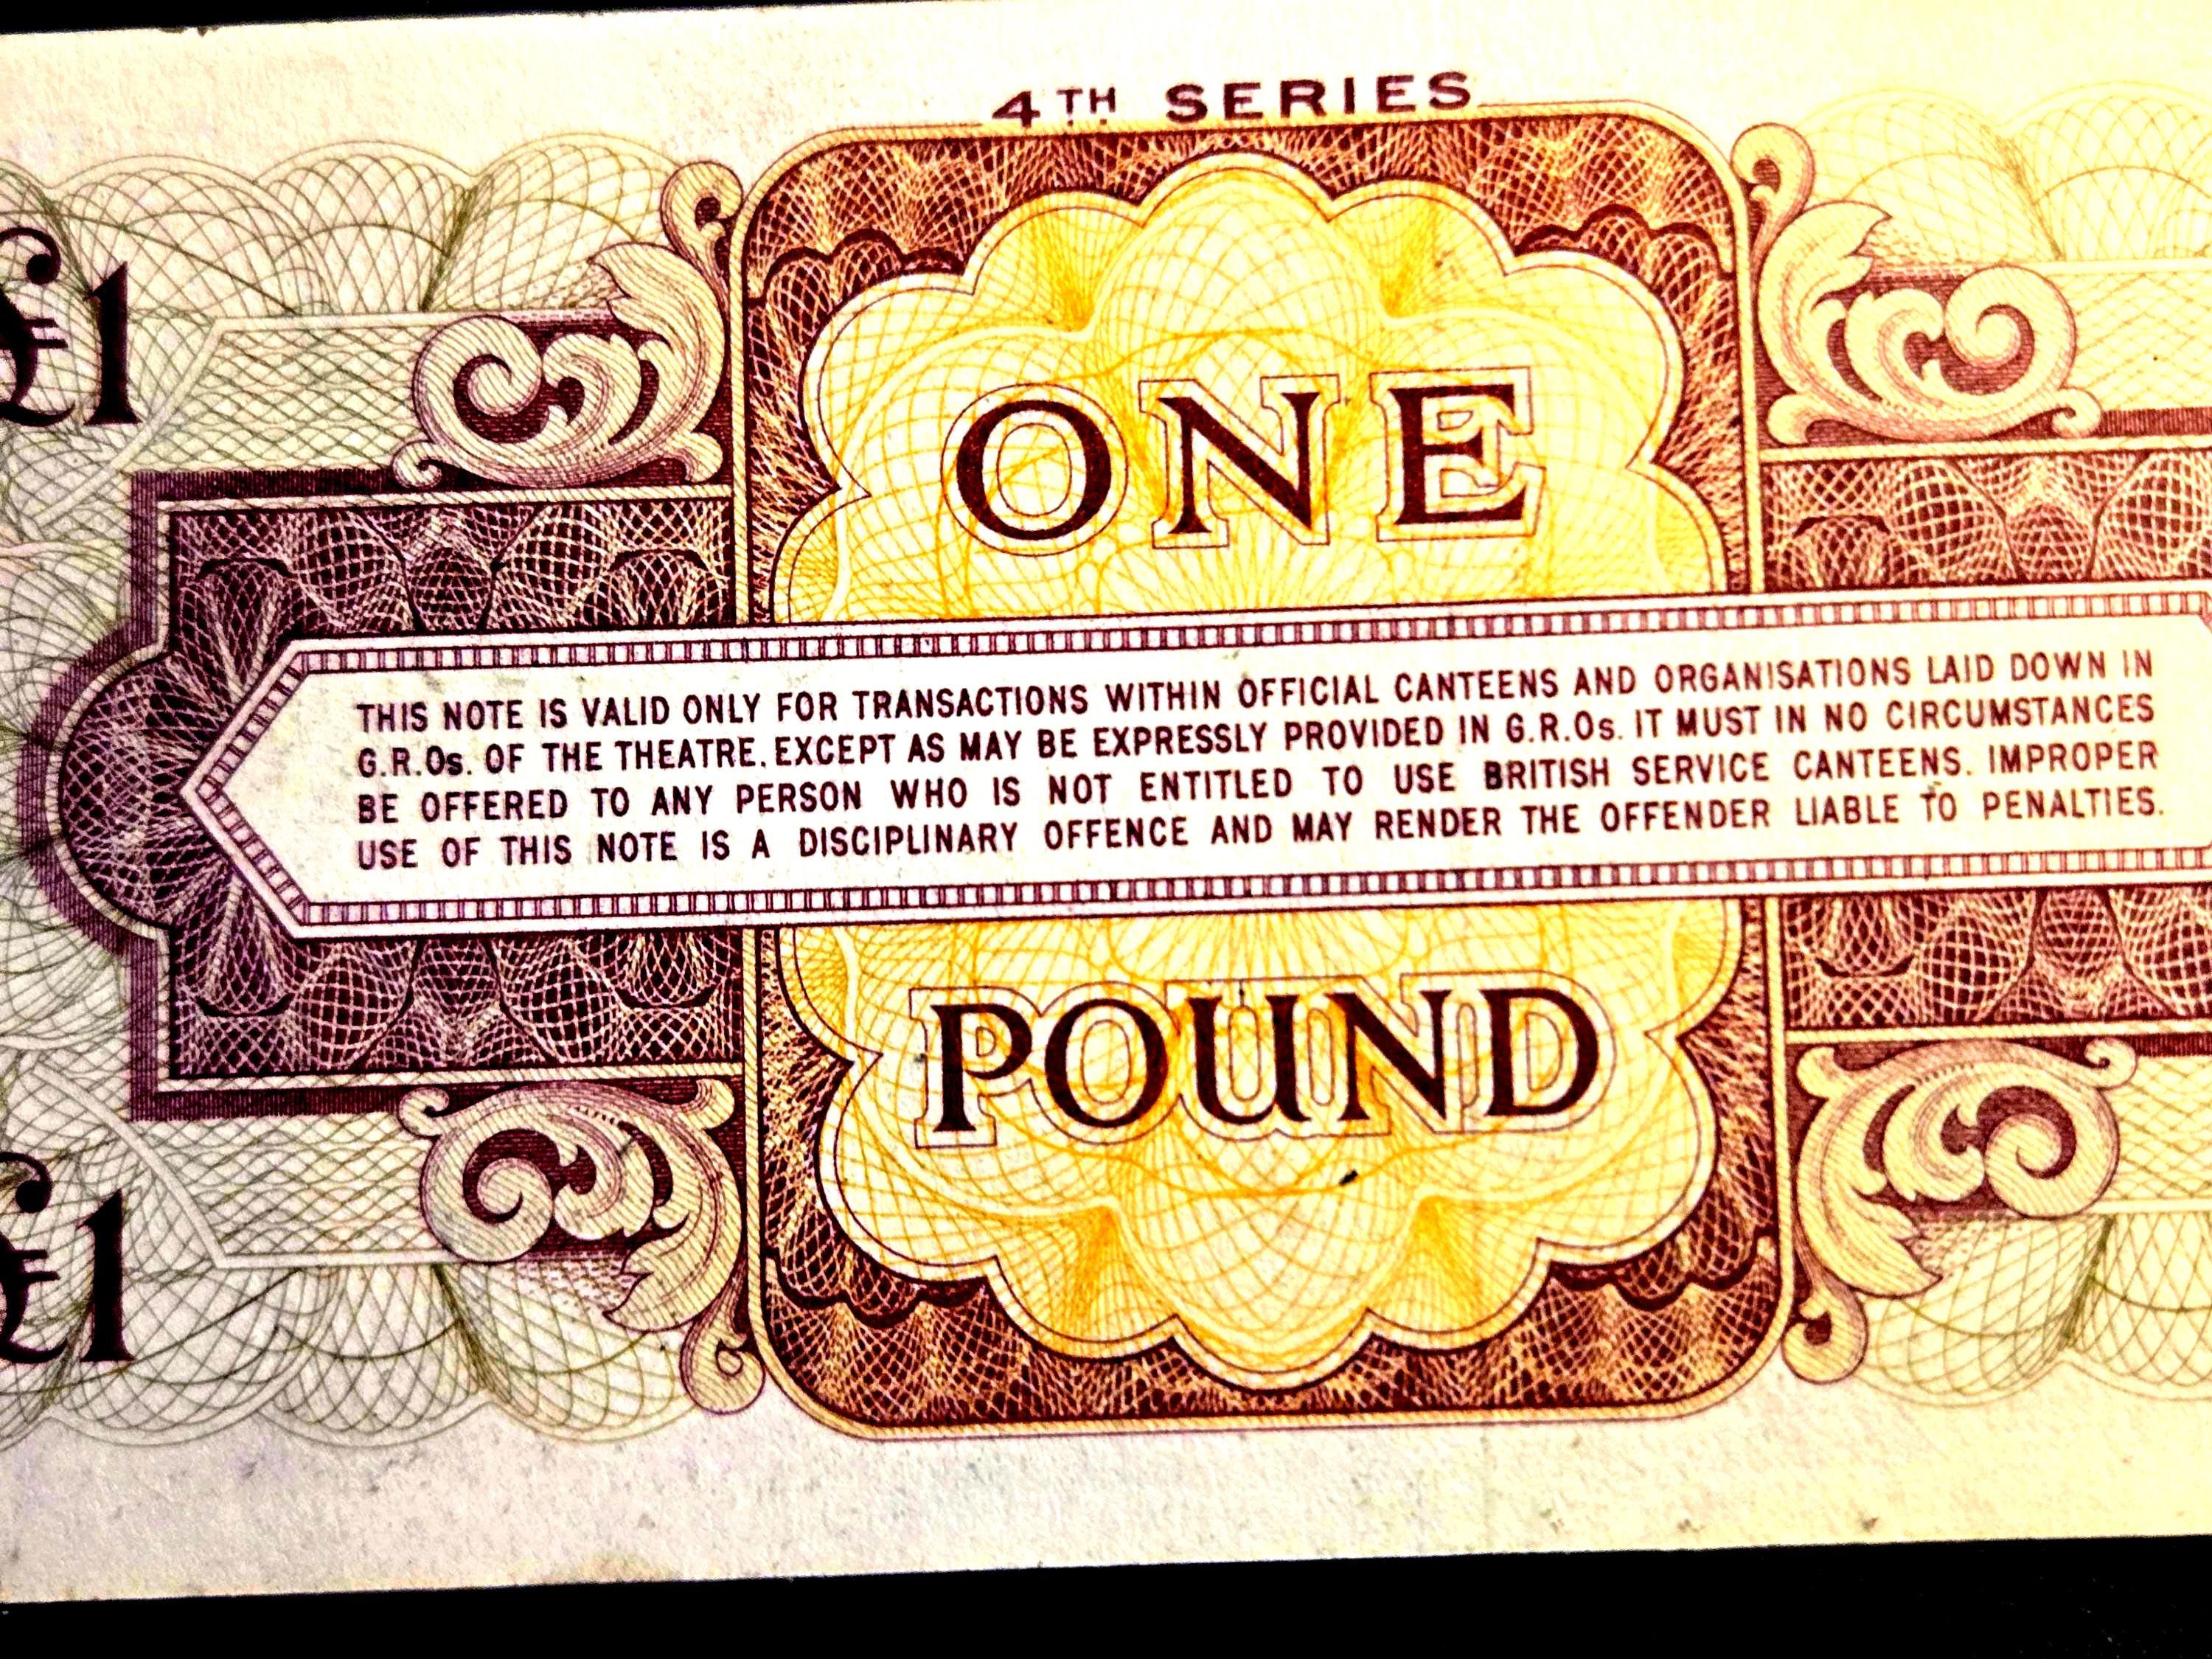 4TH SERIES
£1
ONE
THIS NOTE IS VALID ONLY FOR TRANSACTIONS WITHIN OFFICIAL CANTEENS AND ORGANISATIONS LAID DOWN IN
G.R.Os. OF THE THEATRE. EXCEPT AS MAY BE EXPRESSLY PROVIDED IN G.R.Os. IT MUST IN NO CIRCUMSTANCES
BE OFFERED TO ANY PERSON WHO IS NOT ENTITLED TO USE BRITISH SERVICE CANTEENS. IMPROPER
USE OF THIS NOTE IS A DISCIPLINARY OFFENCE AND MAY RENDER THE OFFENDER LIABLE TO PENALTIES.
POUND
£1